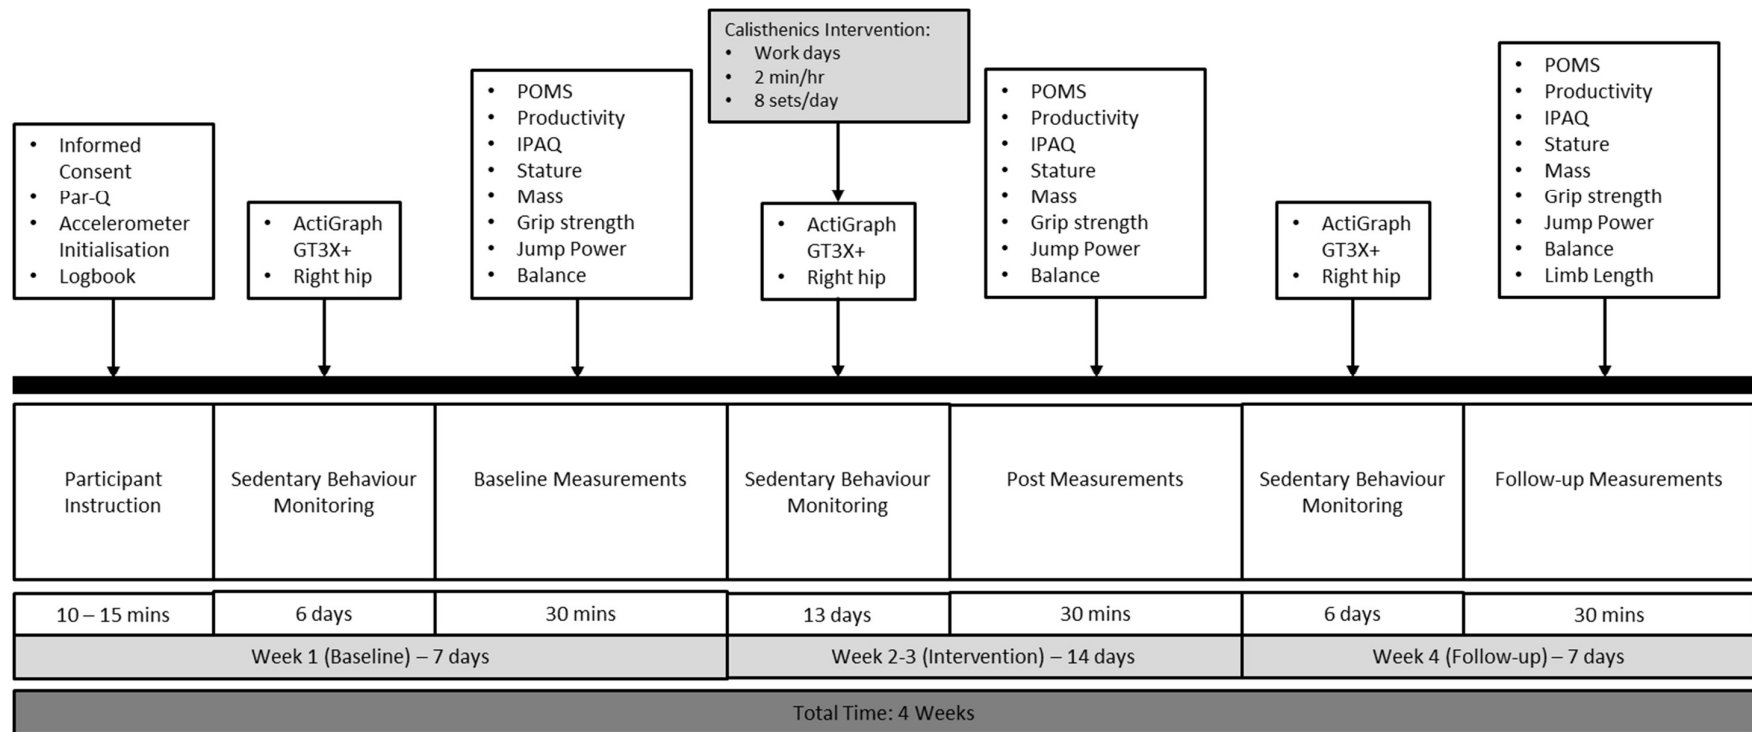 Informed
Consent
Par-Q
Accelerometer
Initialisation
Logbook
ActiGraph
GT3X+
Right hip
POMS
Productivity
IPAQ
Stature
Mass
Grip strength
Jump Power
Balance
Calisthenics Intervention:
Work days
2 min/hr
8 sets/day
ActiGraph
GT3X+
Right hip
POMS
Productivity
IPAQ
Stature
Mass
Grip strength
Jump Power
Balance
ActiGraph
GT3X+
Right hip
POMS
Productivity
IPAQ
Stature
Mass
Grip strength
Jump Power
Balance
Limb Length
Participant
Instruction
Sedentary Behaviour
Monitoring
Baseline Measurements
Sedentary Behaviour
Monitoring
Post Measurements
Sedentary Behaviour
Monitoring
Follow-up Measurements
10 – 15 mins
6 days
30 mins
13 days
30 mins
6 days
30 mins
Week 1 (Baseline) – 7 days
Week 2-3 (Intervention) – 14 days
Week 4 (Follow-up) – 7 days
Total Time: 4 Weeks